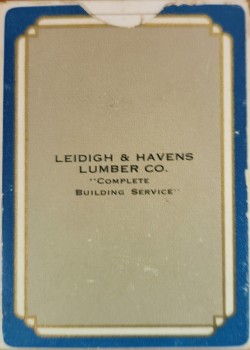 LEIDIGH & HAVENS
LUMBER CO.
"COMPLETE
BUILDING SERVICE"